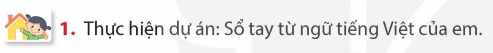 1. Thực hiện dự án: Sổ tay từ ngữ tiếng Việt của em.